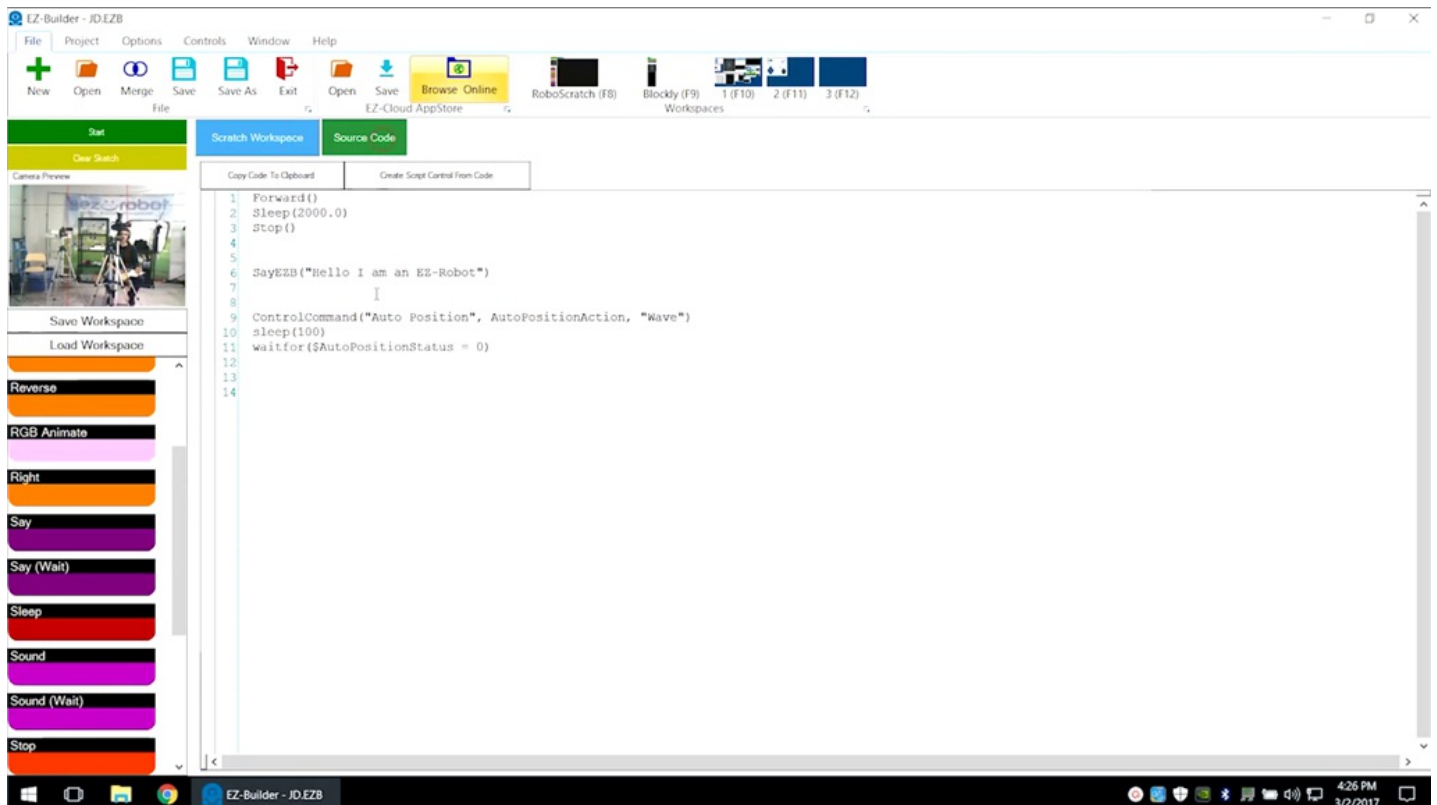 EZ-Builder - JD.EZB
File Project Options Controls Window Help
New Open Merge Save Save As Exit Open Save Browse Online RoboScratch (F8) Blockly (F9) 1 (F10) 2 (F11) 3 (F12)
File EZ-Cloud AppStore Workspaces
Start
Scratch Workspace Source Code
Clear Sketch
Camera Preview
Copy Code To Clipboard Create Script Control From Code
ez robot
1 Forward()
2 Sleep(2000.0)
3 Stop()
4
5
6 SayEZB("Hello I am an EZ-Robot")
7
8
9 ControlCommand("Auto Position", AutoPositionAction, "Wave")
10 sleep(100)
11 waitfor($AutoPositionStatus = 0)
12
13
14
Save Workspace
Load Workspace
Reverse
RGB Animate
Right
Say
Say (Wait)
Sleep
Sound
Sound (Wait)
Stop
EZ-Builder - JD.EZB
4:26 PM
3/2/2017